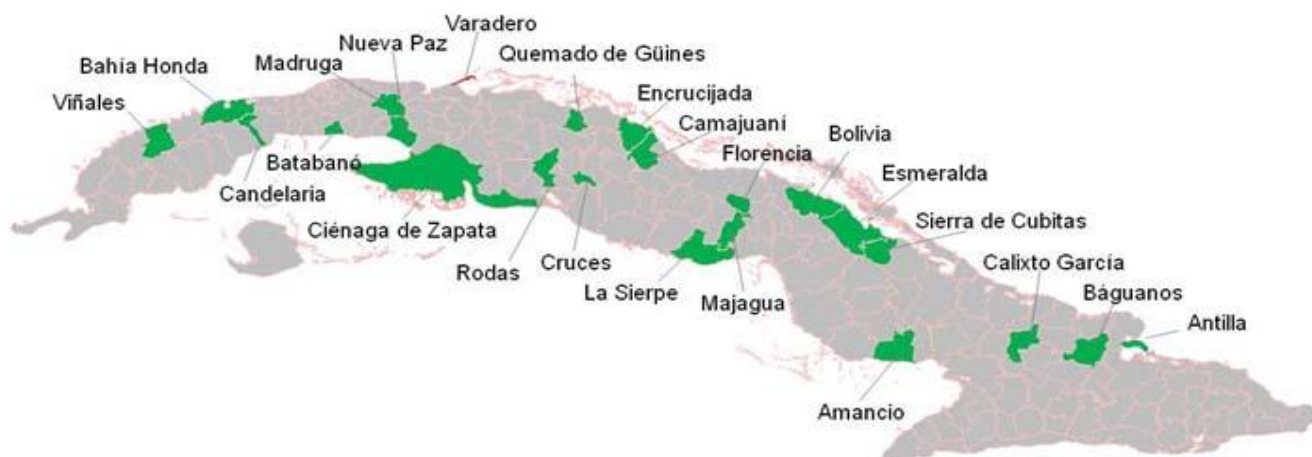 Varadero
Nueva Paz
Quemado de Güines
Madruga
Bahía Honda
Encrucijada
Viñales
Camajuaní
Bolivia
Florencia
Batabanó
Esmeralda
Candelaria
Sierra de Cubitas
Ciénaga de Zapata
Cruces
Calixto García
Rodas
La Sierpe
Majagua
Báguanos
Antilla
Amancio